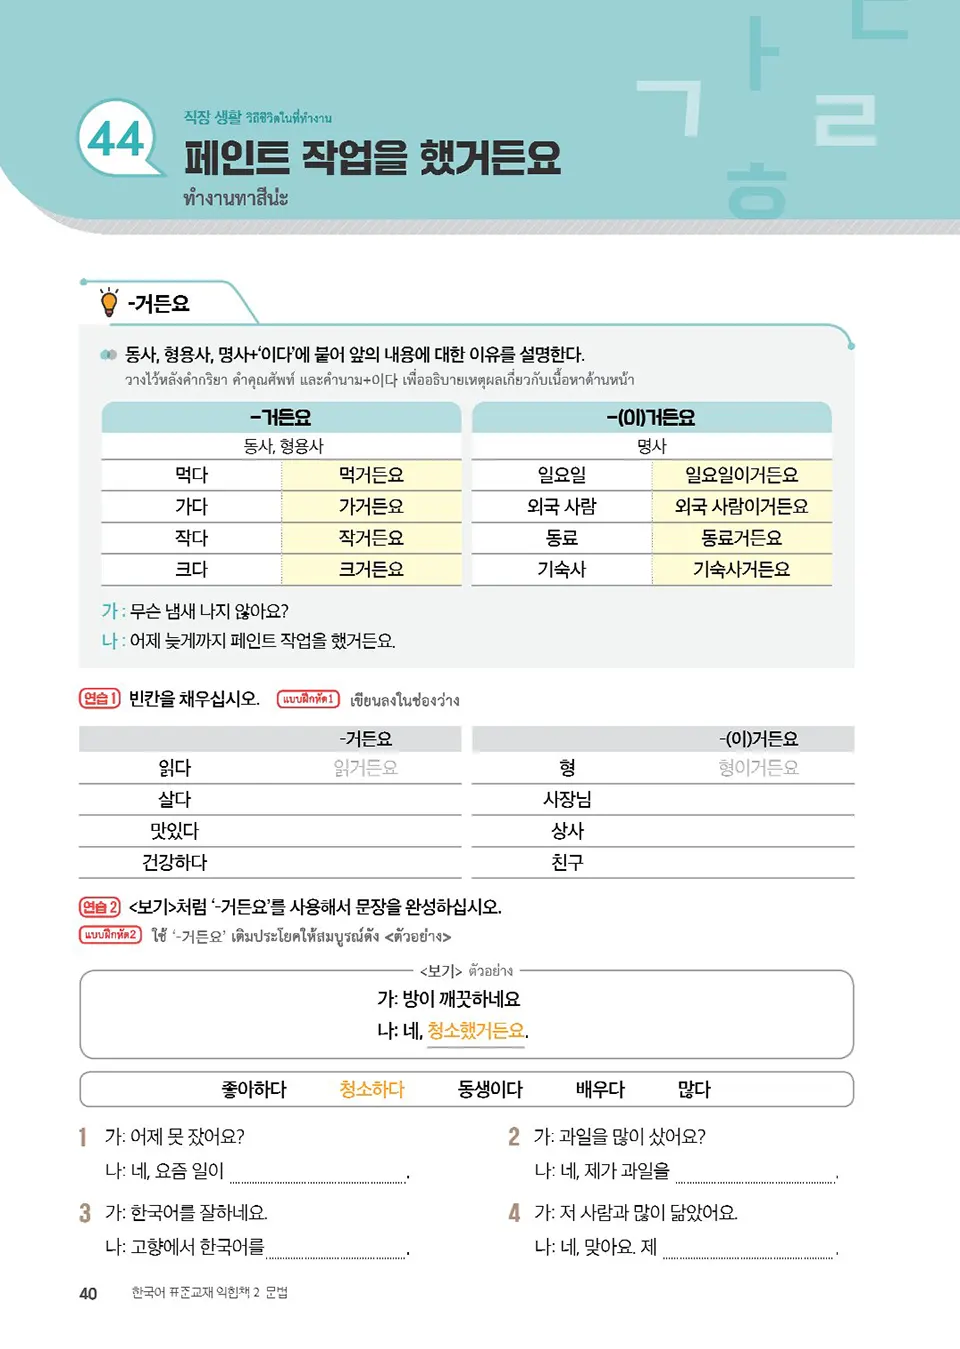 44
직장 생활 วิถีชีวิตในที่ทำงาน
페인트 작업을 했거든요
ทำงานทาสีน่ะ
ㄱ ㅏ ㄴ ㄹ ㅎ
-거든요
동사, 형용사, 명사+‘이다’에 붙어 앞의 내용에 대한 이유를 설명한다.
วางไว้หลังคำกริยา คำคุณศัพท์ และคำนาม+이다 เพื่ออธิบายเหตุผลเกี่ยวกับเนื้อหาด้านหน้า
-거든요 -(이)거든요
동사, 형용사 명사
먹다 먹거든요 일요일 일요일이거든요
가다 가거든요 외국 사람 외국 사람이거든요
작다 작거든요 동료 동료거든요
크다 크거든요 기숙사 기숙사거든요
가 : 무슨 냄새 나지 않아요?
나 : 어제 늦게까지 페인트 작업을 했거든요.
연습 1 빈칸을 채우십시오. แบบฝึกหัด1 เขียนลงในช่องว่าง
-거든요 -(이)거든요
읽다 읽거든요 형 형이거든요
살다 사장님
맛있다 상사
건강하다 친구
연습 2 <보기>처럼 ‘-거든요’를 사용해서 문장을 완성하십시오.
แบบฝึกหัด2 ใช้ ‘-거든요’ เติมประโยคให้สมบูรณ์ดัง <ตัวอย่าง>
<보기> ตัวอย่าง
가: 방이 깨끗하네요
나: 네, 청소했거든요.
좋아하다 청소하다 동생이다 배우다 많다
1 가: 어제 못 잤어요?
나: 네, 요즘 일이 .
2 가: 과일을 많이 샀어요?
나: 네, 제가 과일을 .
3 가: 한국어를 잘하네요.
나: 고향에서 한국어를 .
4 가: 저 사람과 많이 닮았어요.
나: 네, 맞아요. 제 .
40 한국어 표준교재 익힘책 2 문법